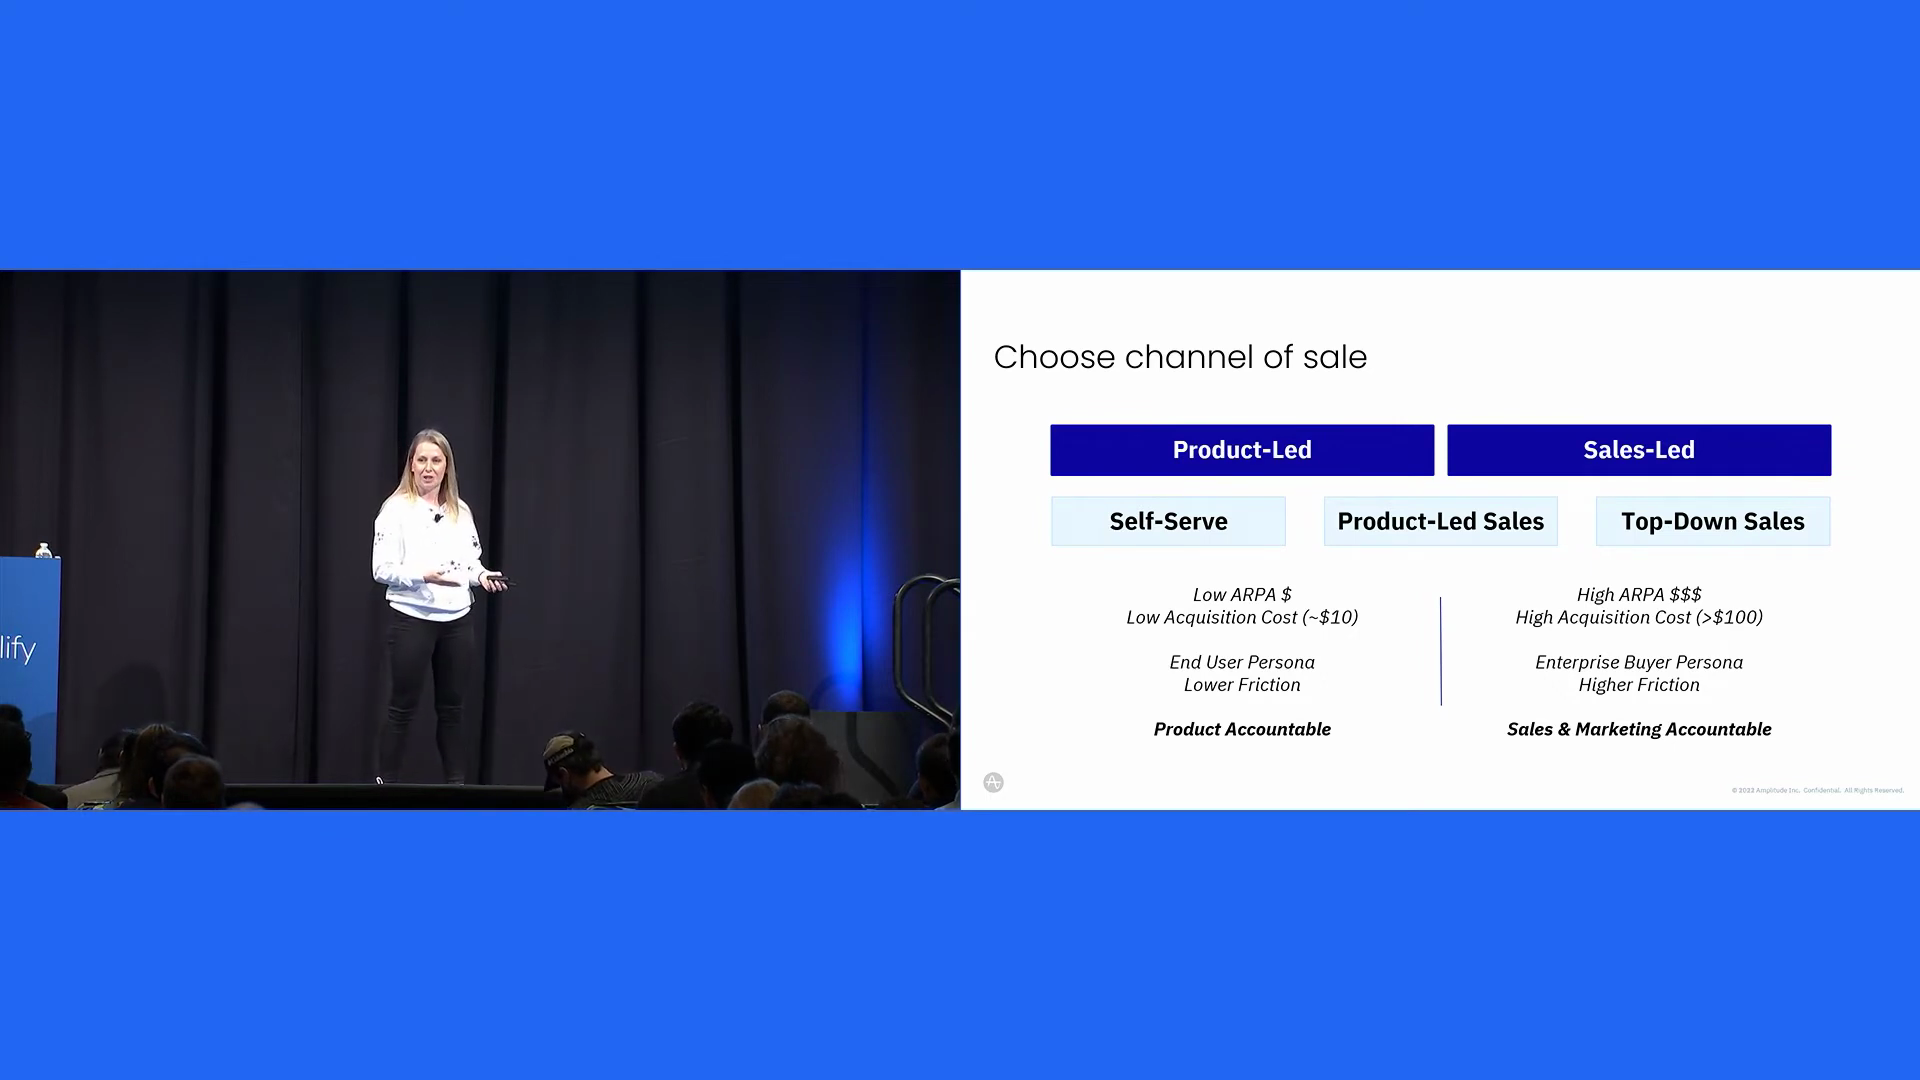 lify
Choose channel of sale
Product-Led
Sales-Led
Self-Serve
Product-Led Sales
Top-Down Sales
Low ARPA $
Low Acquisition Cost (~$10)
End User Persona
Lower Friction
Product Accountable
High ARPA $$$
High Acquisition Cost (>$100)
Enterprise Buyer Persona
Higher Friction
Sales & Marketing Accountable
© 2022 Amplitude Inc. Confidential. All Rights Reserved.